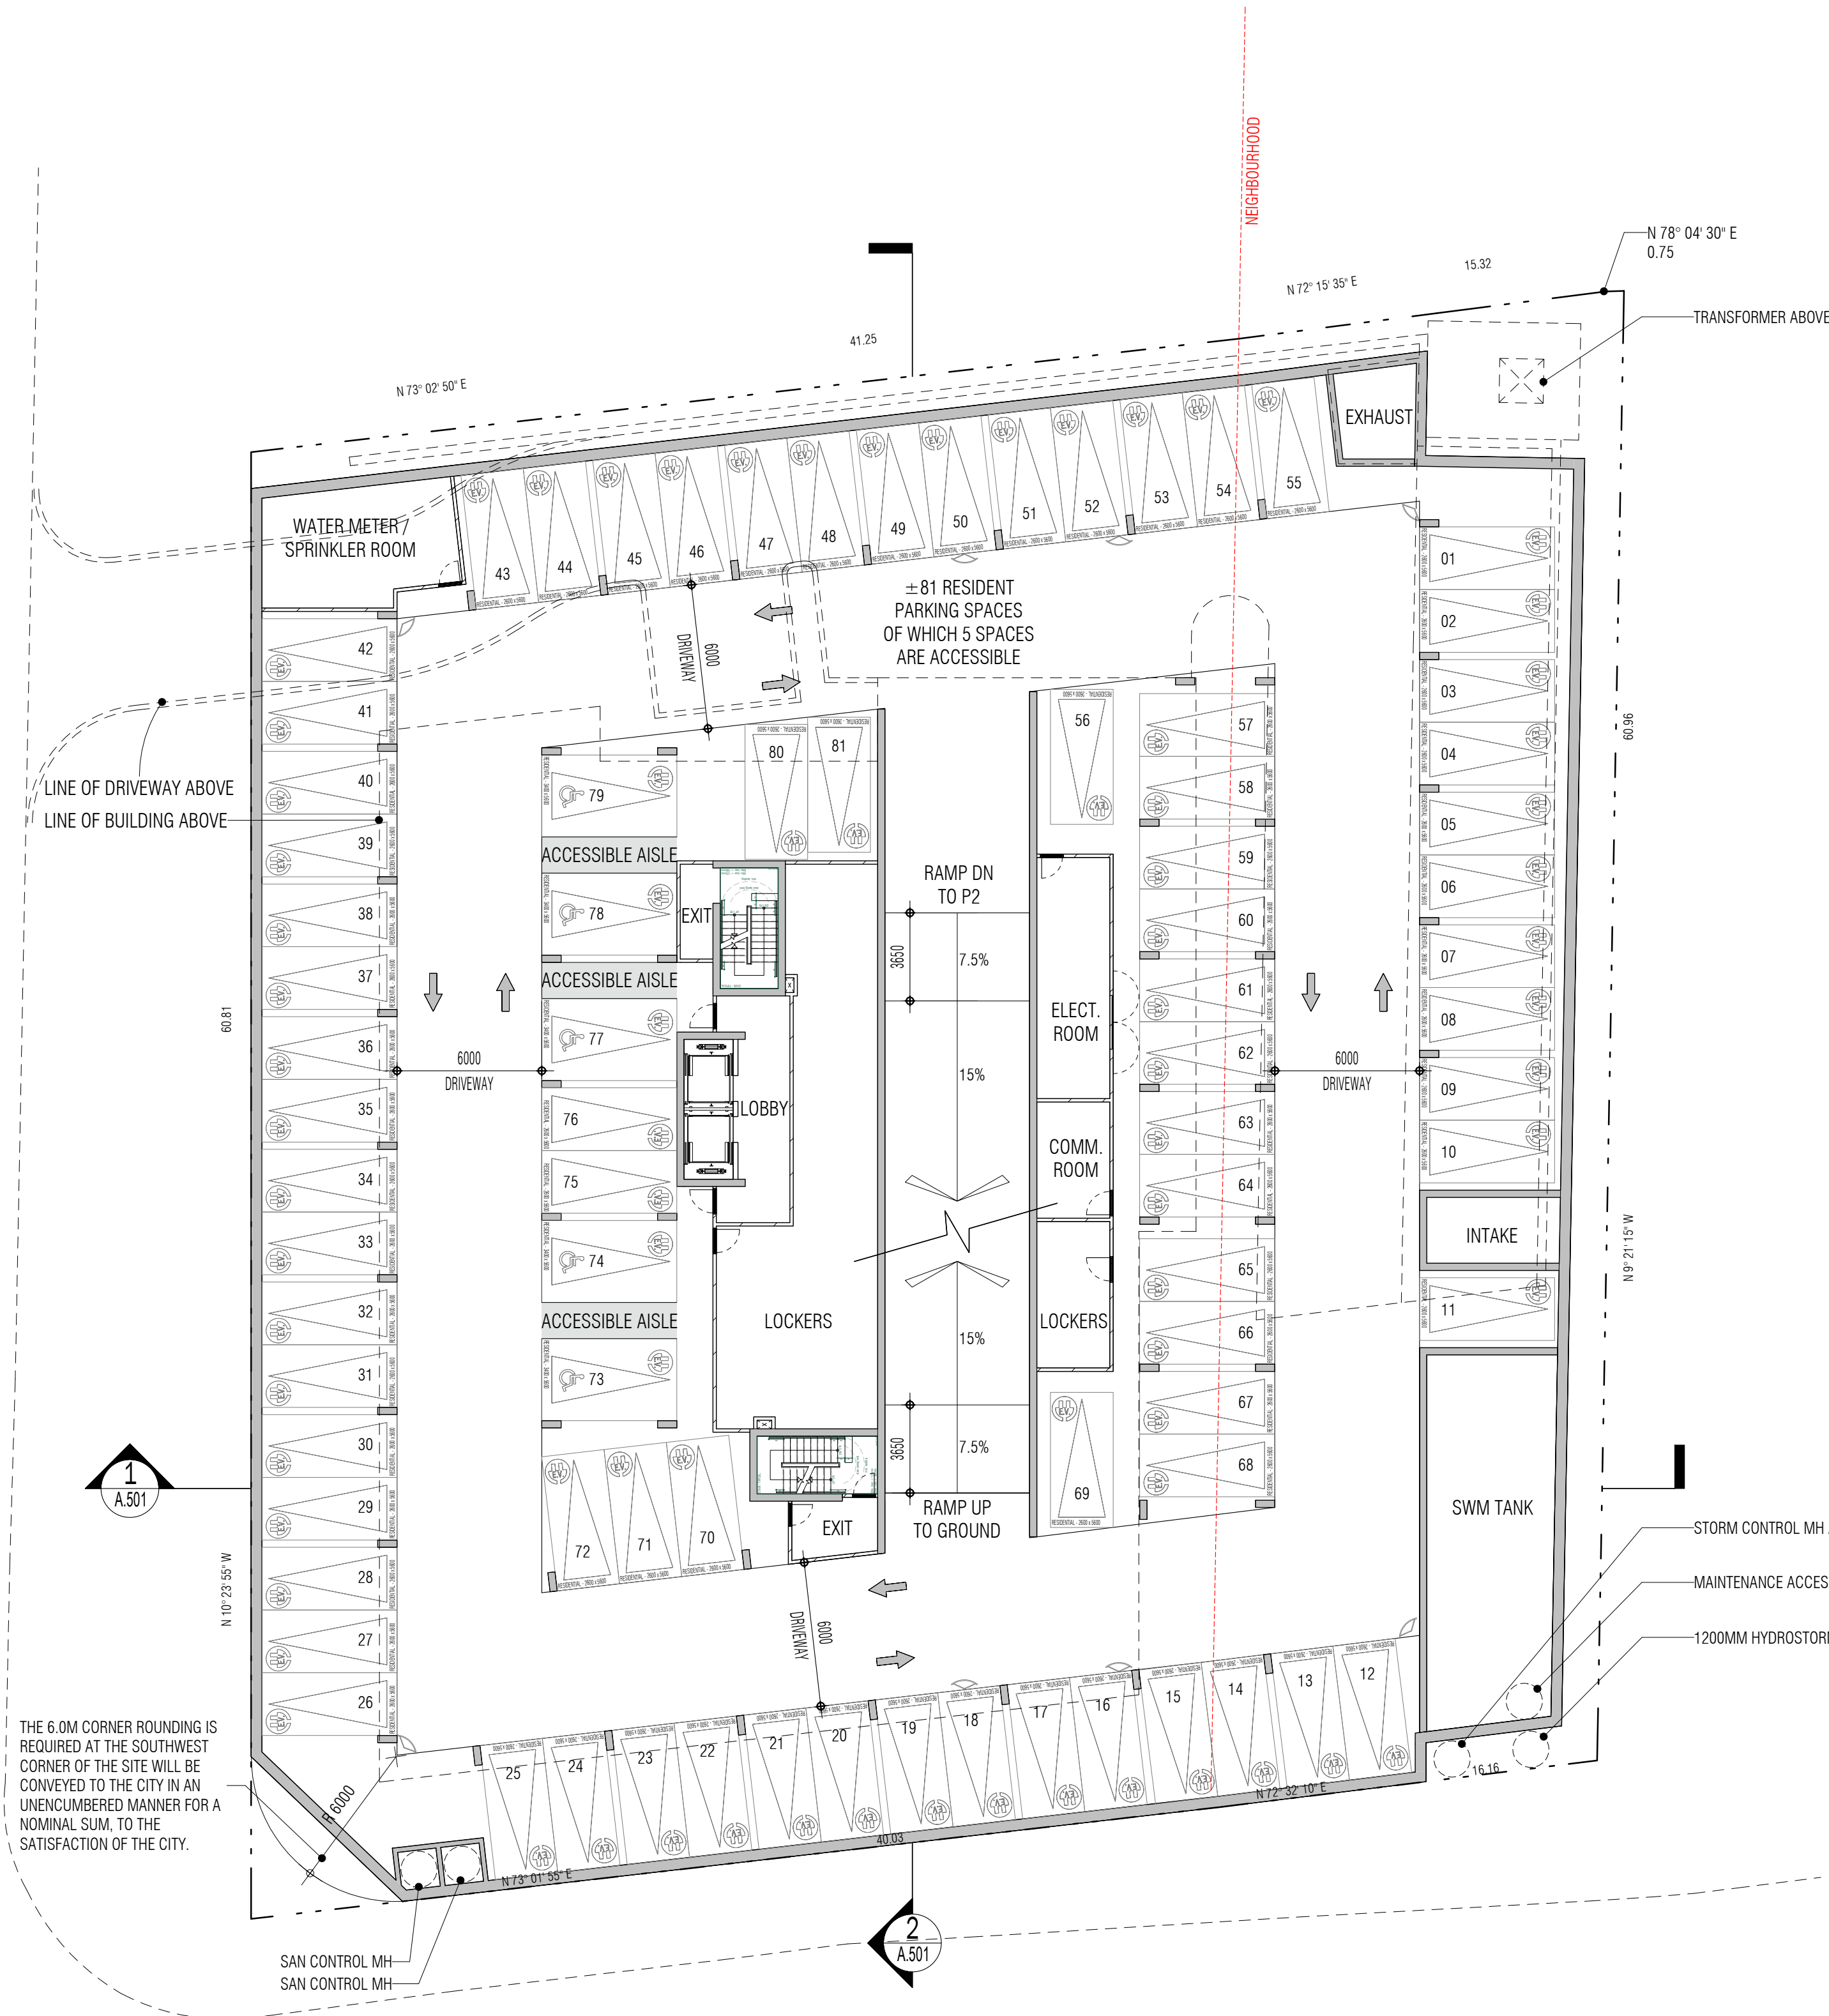 NEIGHBOURHOOD
N 78° 04' 30" E
0.75
15.32
N 72° 15' 35" E
TRANSFORMER ABOVE
41.25
N 73° 02' 50" E
EXHAUST
WATER METER /
SPRINKLER ROOM
43
44
45
46
47
48
49
50
51
52
53
54
55
±81 RESIDENT
PARKING SPACES
OF WHICH 5 SPACES
ARE ACCESSIBLE
6000
DRIVEWAY
01
02
03
04
05
06
07
08
09
10
INTAKE
11
SWM TANK
60.96
N 9° 21' 15" W
42
41
40
39
38
37
36
35
34
33
32
31
30
29
28
27
26
LINE OF DRIVEWAY ABOVE
LINE OF BUILDING ABOVE
60.81
N 10° 23' 55" W
6000
DRIVEWAY
80
81
79
ACCESSIBLE AISLE
78
ACCESSIBLE AISLE
77
76
75
74
ACCESSIBLE AISLE
73
72
71
70
EXIT
LOBBY
LOCKERS
EXIT
RAMP DN
TO P2
3650
7.5%
15%
15%
3650
7.5%
RAMP UP
TO GROUND
56
ELECT.
ROOM
COMM.
ROOM
LOCKERS
69
57
58
59
60
61
62
63
64
65
66
67
68
6000
DRIVEWAY
1
A.501
STORM CONTROL MH
MAINTENANCE ACCES
1200MM HYDROSTOR
6000
DRIVEWAY
25
24
23
22
21
20
19
18
17
16
15
14
13
12
RESIDENTIAL - 2600 x 5600
EV
THE 6.0M CORNER ROUNDING IS
REQUIRED AT THE SOUTHWEST
CORNER OF THE SITE WILL BE
CONVEYED TO THE CITY IN AN
UNENCUMBERED MANNER FOR A
NOMINAL SUM, TO THE
SATISFACTION OF THE CITY.
R 6000
N 73° 01' 55" E
40.03
N 72° 32' 10" E
16.16
SAN CONTROL MH
SAN CONTROL MH
2
A.501